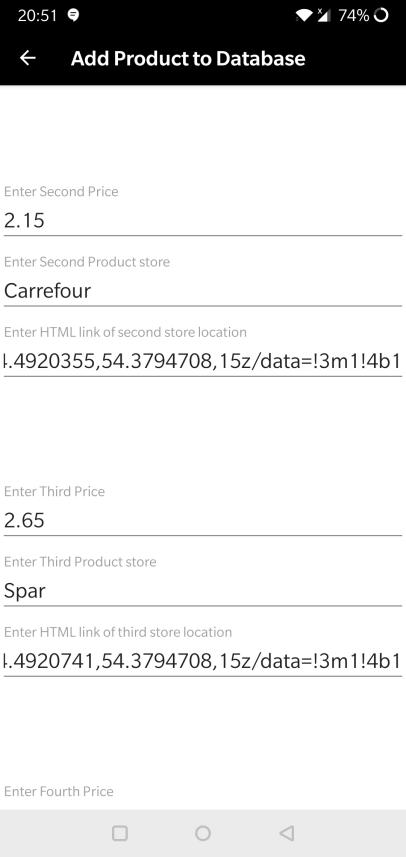 20:51 74%
Add Product to Database
Enter Second Price
2.15
Enter Second Product store
Carrefour
Enter HTML link of second store location
.4920355,54.3794708,15z/data=!3m1!4b1
Enter Third Price
2.65
Enter Third Product store
Spar
Enter HTML link of third store location
.4920741,54.3794708,15z/data=!3m1!4b1
Enter Fourth Price